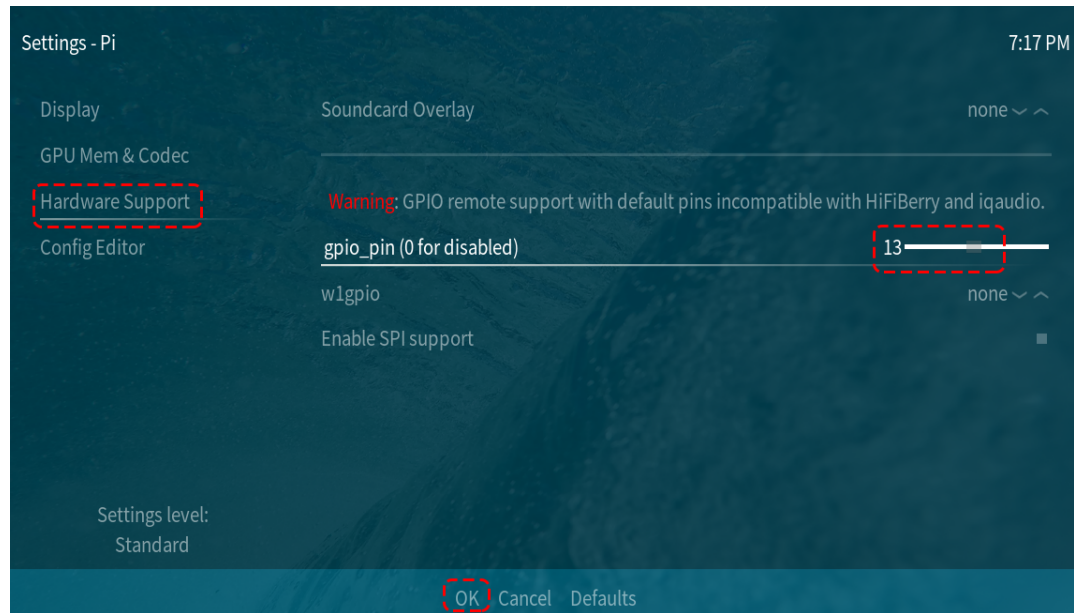 Settings - Pi
7:17 PM
Display
GPU Mem & Codec
Hardware Support
Config Editor
Soundcard Overlay none
Warning: GPIO remote support with default pins incompatible with HiFiBerry and iqaudio.
gpio_pin (0 for disabled) 13
w1gpio none
Enable SPI support
Settings level:
Standard
OK Cancel Defaults